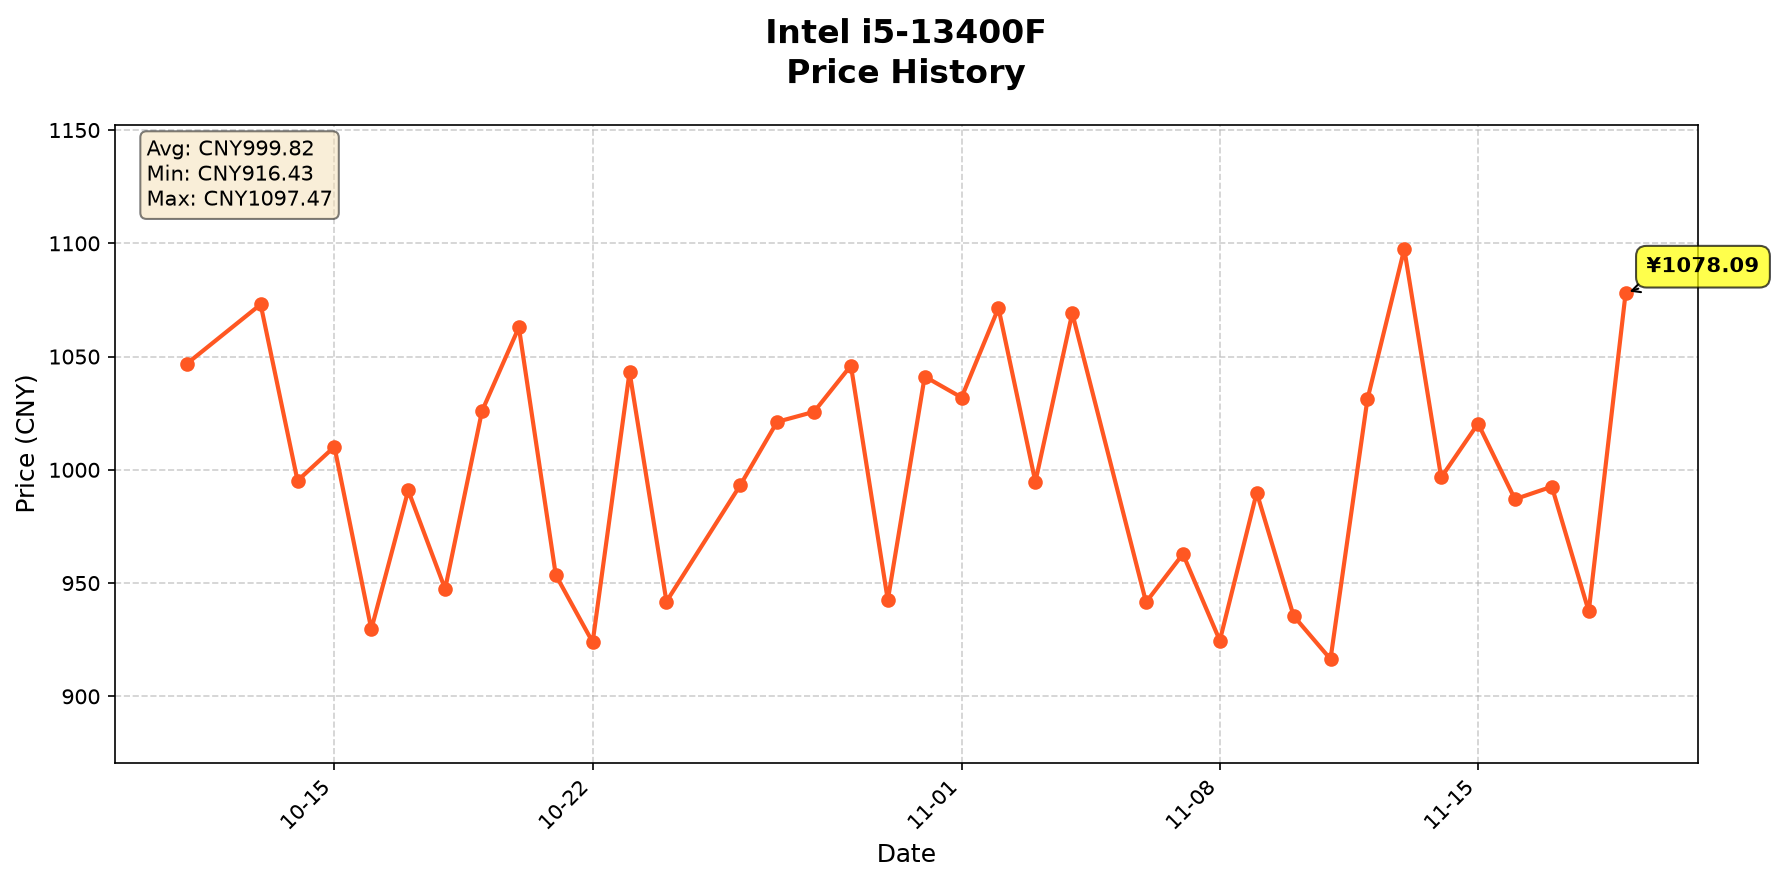 Intel i5-13400F
Price History
Avg: CNY999.82
Min: CNY916.43
Max: CNY1097.47
¥1078.09
Price (CNY)
1150
1100
1050
1000
950
900
10-15
10-22
11-01
11-08
11-15
Date